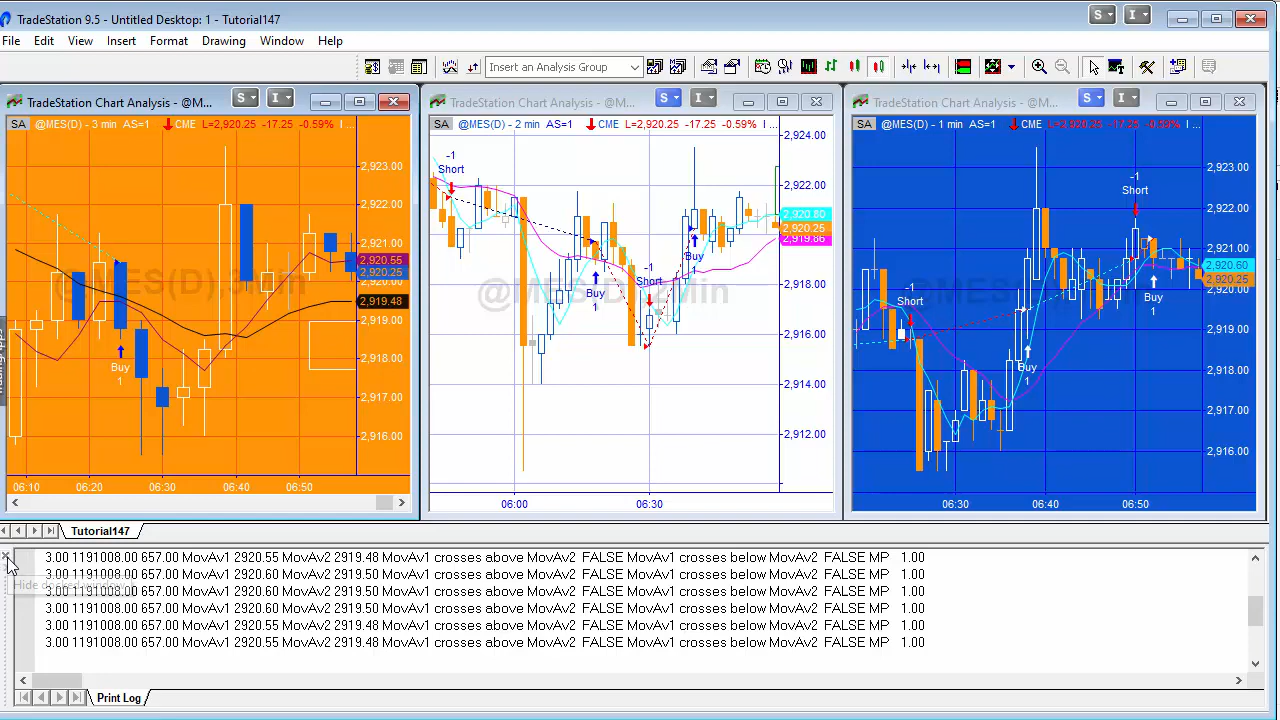 TradeStation 9.5 - Untitled Desktop: 1 - Tutorial147
S I
File Edit View Insert Format Drawing Window Help
Insert an Analysis Group
TradeStation Chart Analysis - @M... S I
SA @MES(D) - 3 min AS=1 CME L=2,920.25 -17.25 -0.59% I ...
@MES(D),3 min
2,923.00
2,922.00
2,921.00
2,920.55
2,920.25
2,919.48
2,919.00
2,918.00
2,917.00
2,916.00
Buy
1
06:10 06:20 06:30 06:40 06:50
TradeStation Chart Analysis - @M... S I
SA @MES(D) - 2 min AS=1 CME L=2,920.25 -17.25 -0.59% I ...
2,924.00
2,922.00
2,920.80
2,920.25
2,919.86
2,918.00
2,916.00
2,914.00
2,912.00
-1
Short
Buy
1
-1
Short
Buy
1
06:00 06:30
TradeStation Chart Analysis - @M... S I
SA @MES(D) - 1 min AS=1 CME L=2,920.25 -17.25 -0.59% I ...
2,923.00
2,922.00
2,921.00
2,920.60
2,920.25
2,920.00
2,919.00
2,918.00
2,917.00
2,916.00
-1
Short
Buy
1
-1
Short
Buy
1
06:30 06:40 06:50
Tutorial147
3.00 1191008.00 657.00 MovAv1 2920.55 MovAv2 2919.48 MovAv1 crosses above MovAv2 FALSE MovAv1 crosses below MovAv2 FALSE MP 1.00
3.00 1191008.00 657.00 MovAv1 2920.60 MovAv2 2919.50 MovAv1 crosses above MovAv2 FALSE MovAv1 crosses below MovAv2 FALSE MP 1.00
3.00 1191008.00 657.00 MovAv1 2920.60 MovAv2 2919.50 MovAv1 crosses above MovAv2 FALSE MovAv1 crosses below MovAv2 FALSE MP 1.00
3.00 1191008.00 657.00 MovAv1 2920.60 MovAv2 2919.50 MovAv1 crosses above MovAv2 FALSE MovAv1 crosses below MovAv2 FALSE MP 1.00
3.00 1191008.00 657.00 MovAv1 2920.55 MovAv2 2919.48 MovAv1 crosses above MovAv2 FALSE MovAv1 crosses below MovAv2 FALSE MP 1.00
3.00 1191008.00 657.00 MovAv1 2920.55 MovAv2 2919.48 MovAv1 crosses above MovAv2 FALSE MovAv1 crosses below MovAv2 FALSE MP 1.00
Hide docked window
Print Log